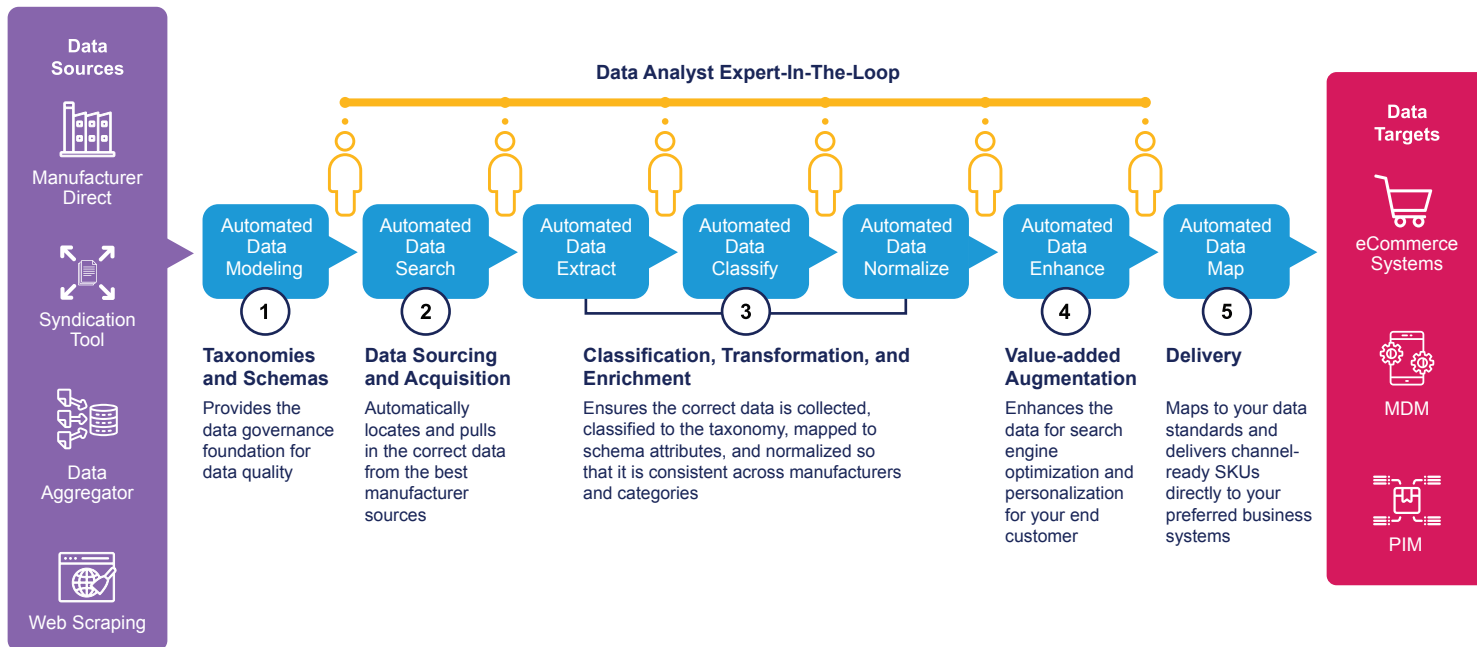 Data
Sources
Manufacturer
Direct
Syndication
Tool
Data
Aggregator
Web Scraping
Data Analyst Expert-In-The-Loop
Automated
Data
Modeling
Automated
Data
Search
Automated
Data
Extract
Automated
Data
Classify
Automated
Data
Normalize
Automated
Data
Enhance
Automated
Data
Map
1
Taxonomies
and Schemas
Provides the
data governance
foundation for
data quality
2
Data Sourcing
and Acquisition
Automatically
locates and pulls
in the correct data
from the best
manufacturer
sources
3
Classification, Transformation, and
Enrichment
Ensures the correct data is collected,
classified to the taxonomy, mapped to
schema attributes, and normalized so
that it is consistent across manufacturers
and categories
4
Value-added
Augmentation
Enhances the
data for search
engine
optimization and
personalization
for your end
customer
5
Delivery
Maps to your data
standards and
delivers channel-
ready SKUs
directly to your
preferred business
systems
Data
Targets
eCommerce
Systems
MDM
PIM